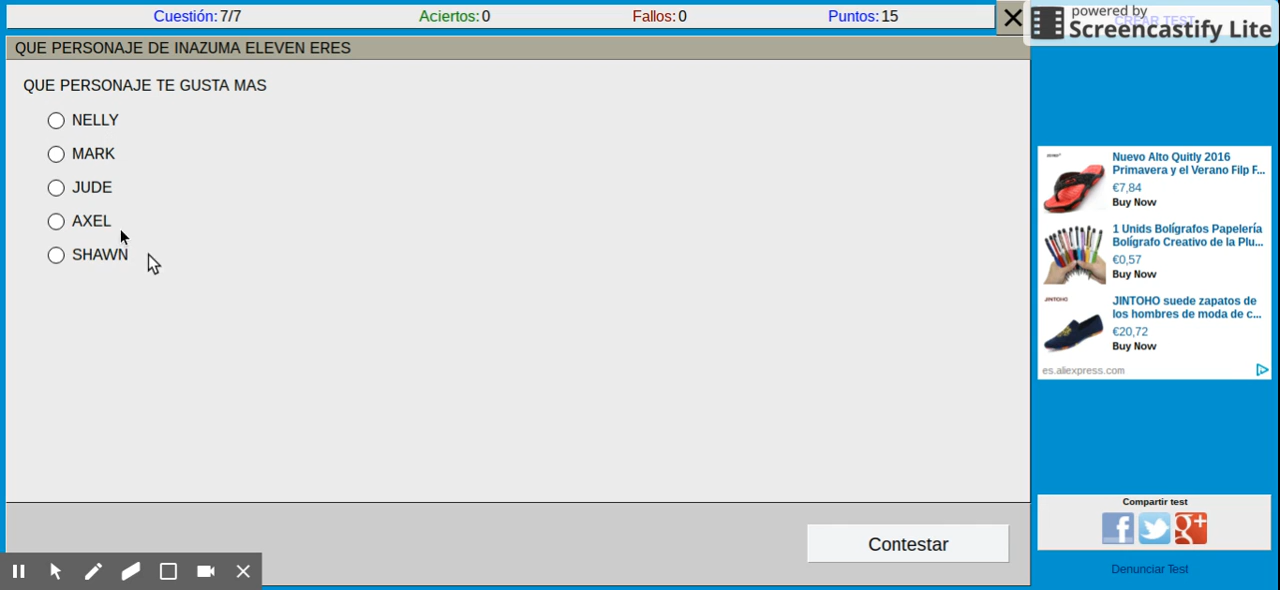 Cuestión: 7/7 Aciertos: 0 Fallos: 0 Puntos: 15
CREAR TEST
powered by
Screencastify Lite
QUE PERSONAJE DE INAZUMA ELEVEN ERES
QUE PERSONAJE TE GUSTA MAS
NELLY
MARK
JUDE
AXEL
SHAWN
Contestar
Nuevo Alto Quitly 2016
Primavera y el Verano Filp F...
€7,84
Buy Now
1 Unids Bolígrafos Papelería
Bolígrafo Creativo de la Plu...
€0,57
Buy Now
JINTOHO
JINTOHO suede zapatos de
los hombres de moda de c...
€20,72
Buy Now
es.aliexpress.com
Compartir test
Denunciar Test